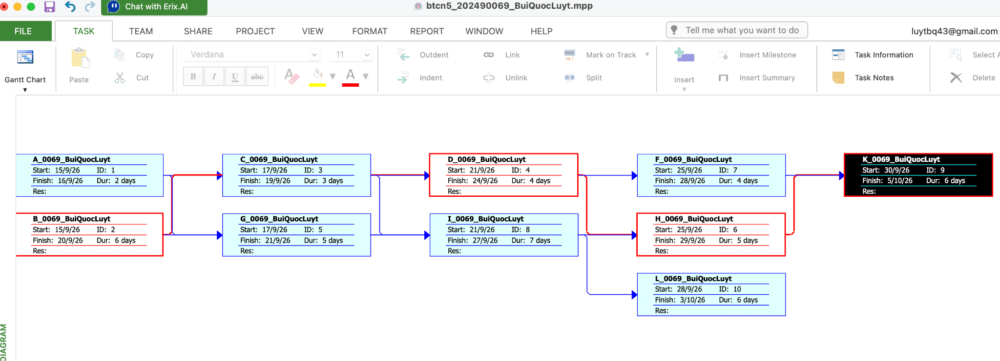 Chat with Erix.AI
btcn5_202490069_BuiQuocLuyt.mpp
FILE
TASK
TEAM
SHARE
PROJECT
VIEW
FORMAT
REPORT
WINDOW
HELP
Tell me what you want to do
luytbq43@gmail.com
Gantt Chart
Paste
Copy
Cut
Verdana
11
B
I
U
abc
A
A
Outdent
Indent
Link
Unlink
Mark on Track
Split
Insert
Insert Milestone
Insert Summary
Task Information
Task Notes
Select A
Delete
A_0069_BuiQuocLuyt
Start: 15/9/26 ID: 1
Finish: 16/9/26 Dur: 2 days
Res:
C_0069_BuiQuocLuyt
Start: 17/9/26 ID: 3
Finish: 19/9/26 Dur: 3 days
Res:
D_0069_BuiQuocLuyt
Start: 21/9/26 ID: 4
Finish: 24/9/26 Dur: 4 days
Res:
F_0069_BuiQuocLuyt
Start: 25/9/26 ID: 7
Finish: 28/9/26 Dur: 4 days
Res:
K_0069_BuiQuocLuyt
Start: 30/9/26 ID: 9
Finish: 5/10/26 Dur: 6 days
Res:
B_0069_BuiQuocLuyt
Start: 15/9/26 ID: 2
Finish: 20/9/26 Dur: 6 days
Res:
G_0069_BuiQuocLuyt
Start: 17/9/26 ID: 5
Finish: 21/9/26 Dur: 5 days
Res:
I_0069_BuiQuocLuyt
Start: 21/9/26 ID: 8
Finish: 27/9/26 Dur: 7 days
Res:
H_0069_BuiQuocLuyt
Start: 25/9/26 ID: 6
Finish: 29/9/26 Dur: 5 days
Res:
L_0069_BuiQuocLuyt
Start: 28/9/26 ID: 10
Finish: 3/10/26 Dur: 6 days
Res:
DIAGRAM